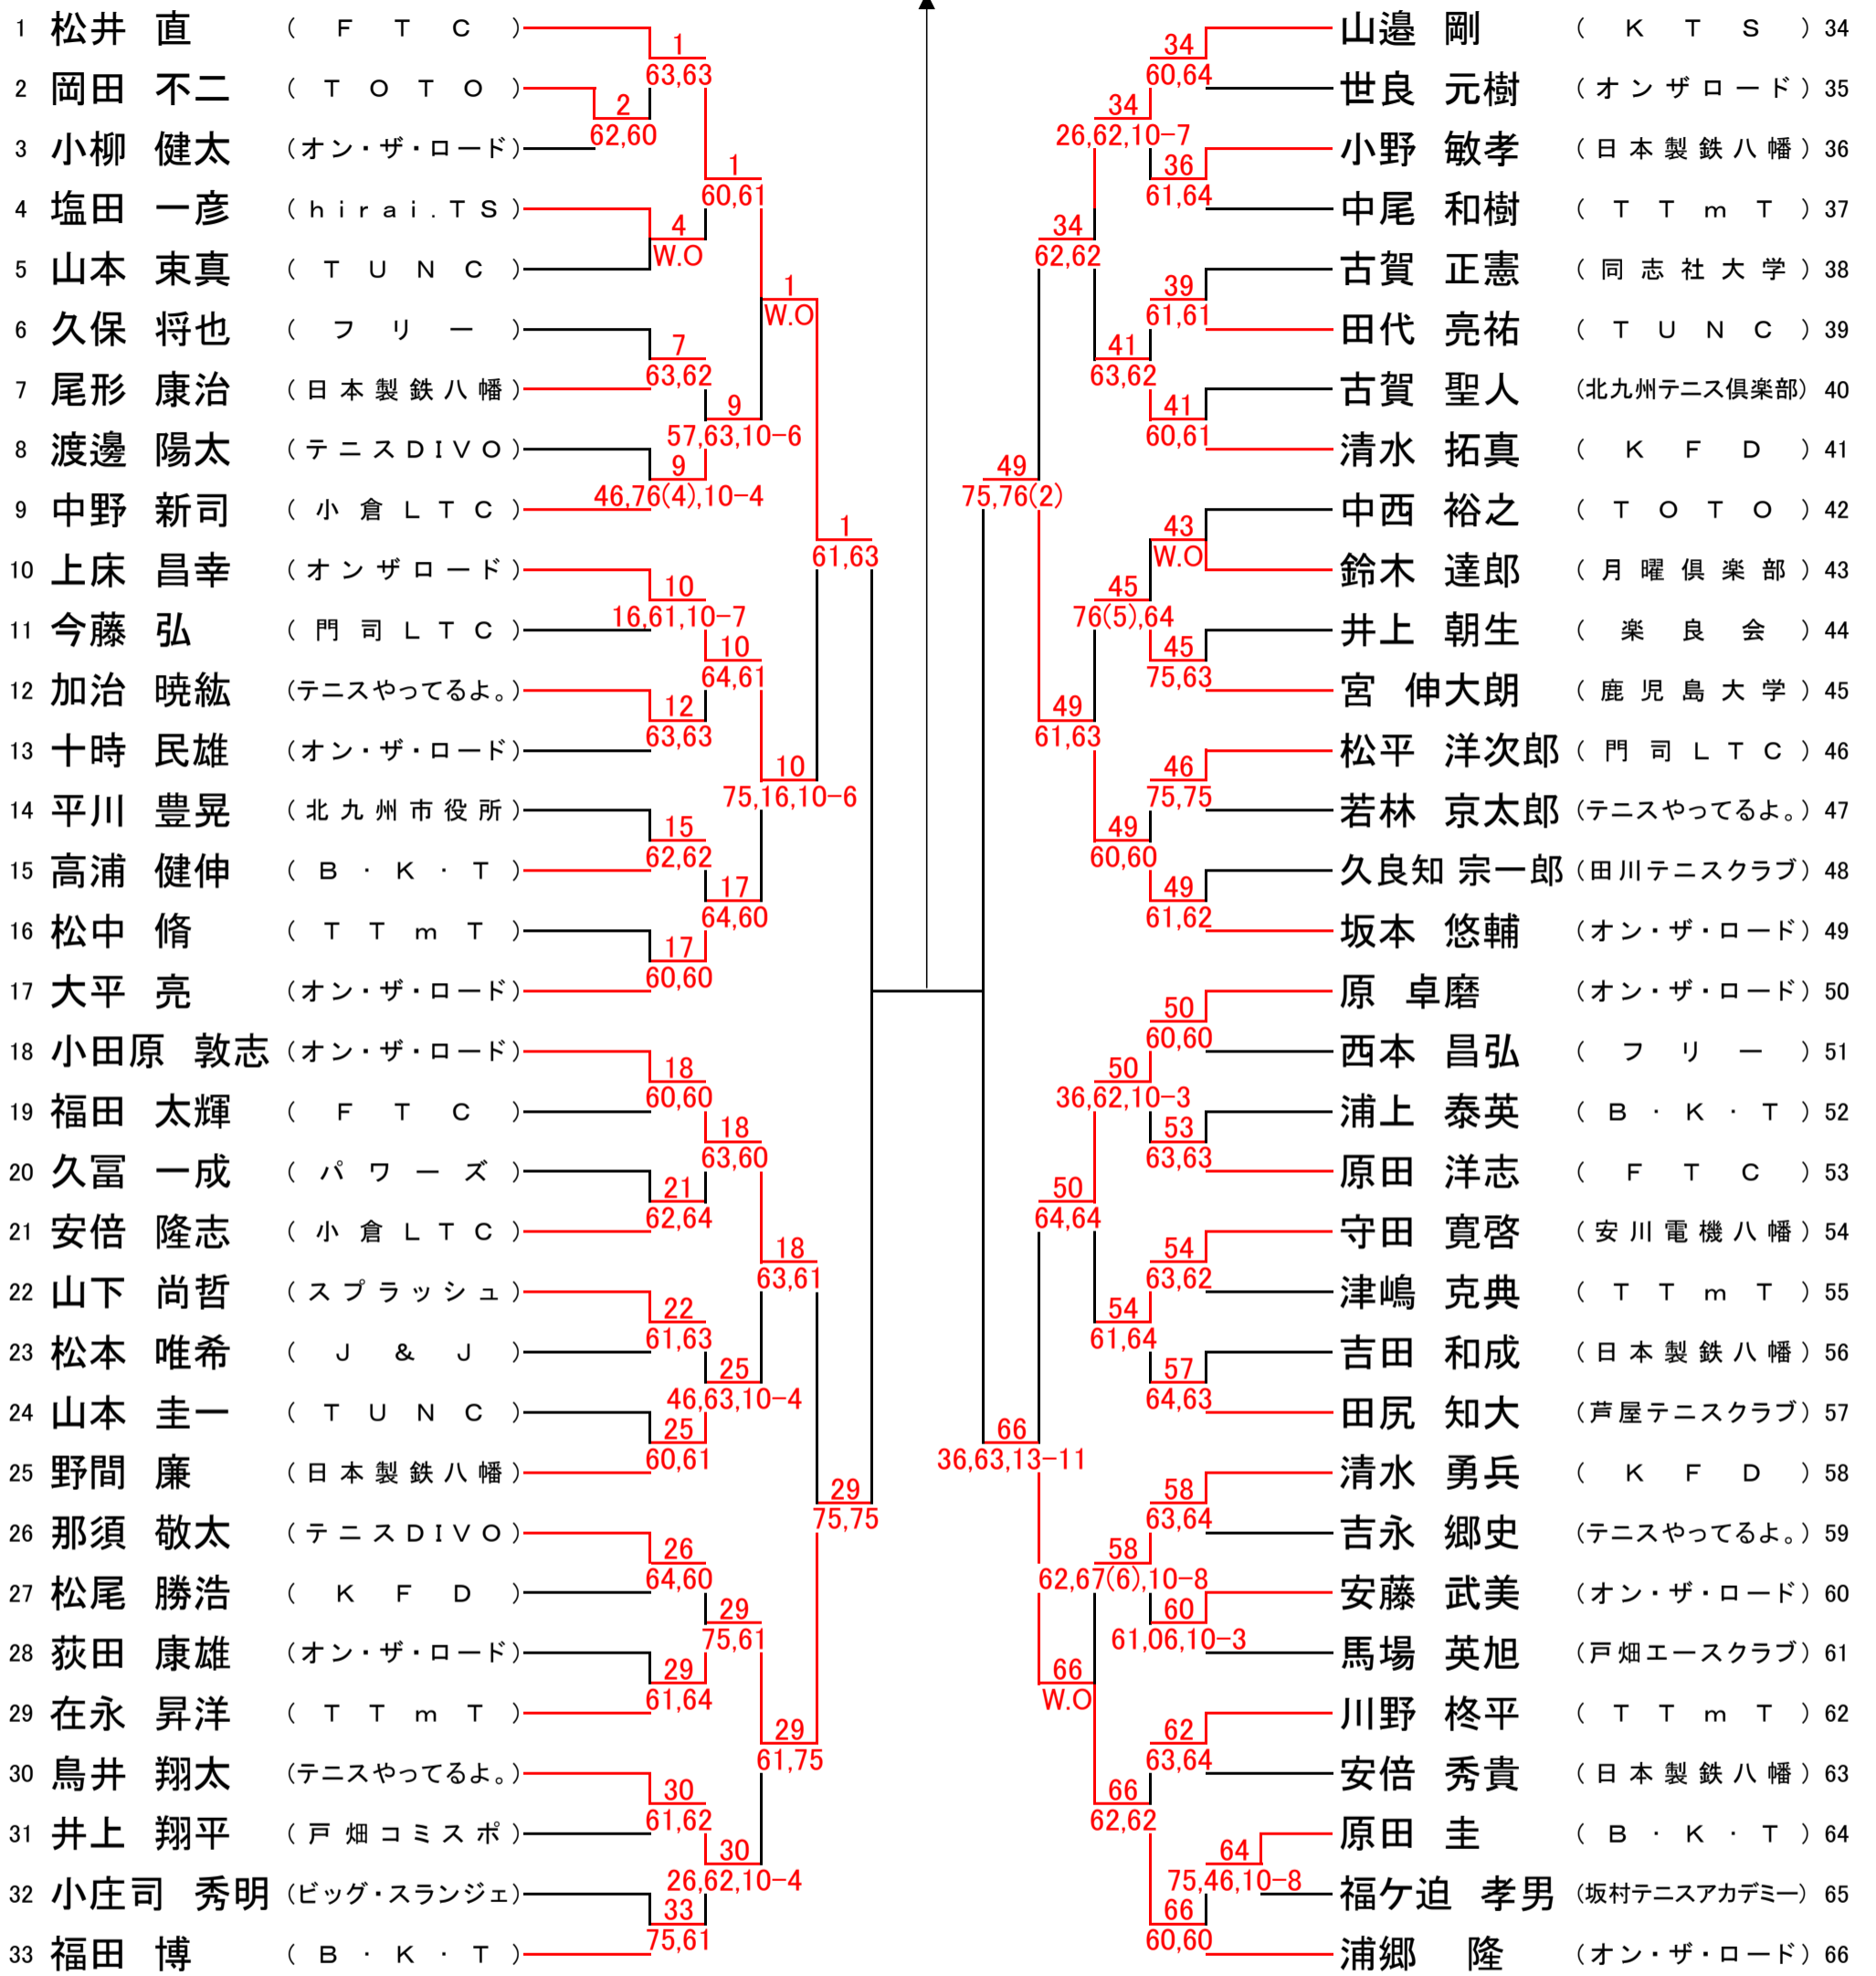 1 松井 直 (FTC)
2 岡田 不二 (TOTO)
3 小柳 健太 (オン・ザ・ロード)
4 塩田 一彦 (hirai.TS)
5 山本 束真 (TUNC)
6 久保 将也 (フリー)
7 尾形 康治 (日本製鉄八幡)
8 渡邊 陽太 (テニスDIVO)
9 中野 新司 (小倉LTC)
10 上床 昌幸 (オンザロード)
11 今藤 弘 (門司LTC)
12 加治 暁紘 (テニスやってるよ。)
13 十時 民雄 (オン・ザ・ロード)
14 平川 豊晃 (北九州市役所)
15 高浦 健伸 (B・K・T)
16 松中 脩 (TTmT)
17 大平 亮 (オン・ザ・ロード)
18 小田原 敦志 (オン・ザ・ロード)
19 福田 太輝 (FTC)
20 久冨 一成 (パワーズ)
21 安倍 隆志 (小倉LTC)
22 山下 尚哲 (スプラッシュ)
23 松本 唯希 (J&J)
24 山本 圭一 (TUNC)
25 野間 廉 (日本製鉄八幡)
26 那須 敬太 (テニスDIVO)
27 松尾 勝浩 (KFD)
28 荻田 康雄 (オン・ザ・ロード)
29 在永 昇洋 (TTmT)
30 鳥井 翔太 (テニスやってるよ。)
31 井上 翔平 (戸畑コミスポ)
32 小庄司 秀明 (ビッグ・スランジェ)
33 福田 博 (B・K・T)
2
62,60
1
63,63
4
W.O
7
63,62
9
46,76(4),10-4
10
16,61,10-7
12
63,63
15
62,62
17
60,60
18
60,60
21
62,64
22
61,63
25
60,61
26
64,60
29
61,64
30
61,62
33
75,61
1
60,61
9
57,63,10-6
10
64,61
17
64,60
18
63,60
25
46,63,10-4
29
75,61
30
26,62,10-4
1
W.O
10
75,16,10-6
18
63,61
29
61,75
1
61,63
29
75,75
49
75,76(2)
66
36,63,13-11
34
62,62
49
61,63
50
64,64
66
W.O
34
26,62,10-7
41
63,62
45
76(5),64
49
60,60
50
36,62,10-3
54
61,64
58
62,67(6),10-8
66
62,62
34
60,64
36
61,64
39
61,61
41
60,61
43
W.O
45
75,63
46
75,75
49
61,62
50
60,60
53
63,63
54
63,62
57
64,63
58
63,64
60
61,06,10-3
62
63,64
64
75,46,10-8
66
60,60
山邉 剛 (KTS) 34
世良 元樹 (オンザロード) 35
小野 敏孝 (日本製鉄八幡) 36
中尾 和樹 (TTmT) 37
古賀 正憲 (同志社大学) 38
田代 亮祐 (TUNC) 39
古賀 聖人 (北九州テニス倶楽部) 40
清水 拓真 (KFD) 41
中西 裕之 (TOTO) 42
鈴木 達郎 (月曜倶楽部) 43
井上 朝生 (楽良会) 44
宮 伸大朗 (鹿児島大学) 45
松平 洋次郎 (門司LTC) 46
若林 京太郎 (テニスやってるよ。) 47
久良知 宗一郎 (田川テニスクラブ) 48
坂本 悠輔 (オン・ザ・ロード) 49
原 卓磨 (オン・ザ・ロード) 50
西本 昌弘 (フリー) 51
浦上 泰英 (B・K・T) 52
原田 洋志 (FTC) 53
守田 寛啓 (安川電機八幡) 54
津嶋 克典 (TTmT) 55
吉田 和成 (日本製鉄八幡) 56
田尻 知大 (芦屋テニスクラブ) 57
清水 勇兵 (KFD) 58
吉永 郷史 (テニスやってるよ。) 59
安藤 武美 (オン・ザ・ロード) 60
馬場 英旭 (戸畑エースクラブ) 61
川野 柊平 (TTmT) 62
安倍 秀貴 (日本製鉄八幡) 63
原田 圭 (B・K・T) 64
福ケ迫 孝男 (坂村テニスアカデミー) 65
浦郷 隆 (オン・ザ・ロード) 66